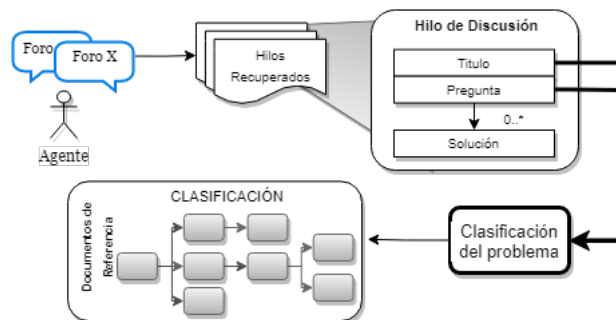 Foro
Foro X
Agente
Hilos
Recuperados
Hilo de Discusión
Titulo
Pregunta
0..*
Solución
CLASIFICACIÓN
Documentos de
Referencia
Clasificación
del problema